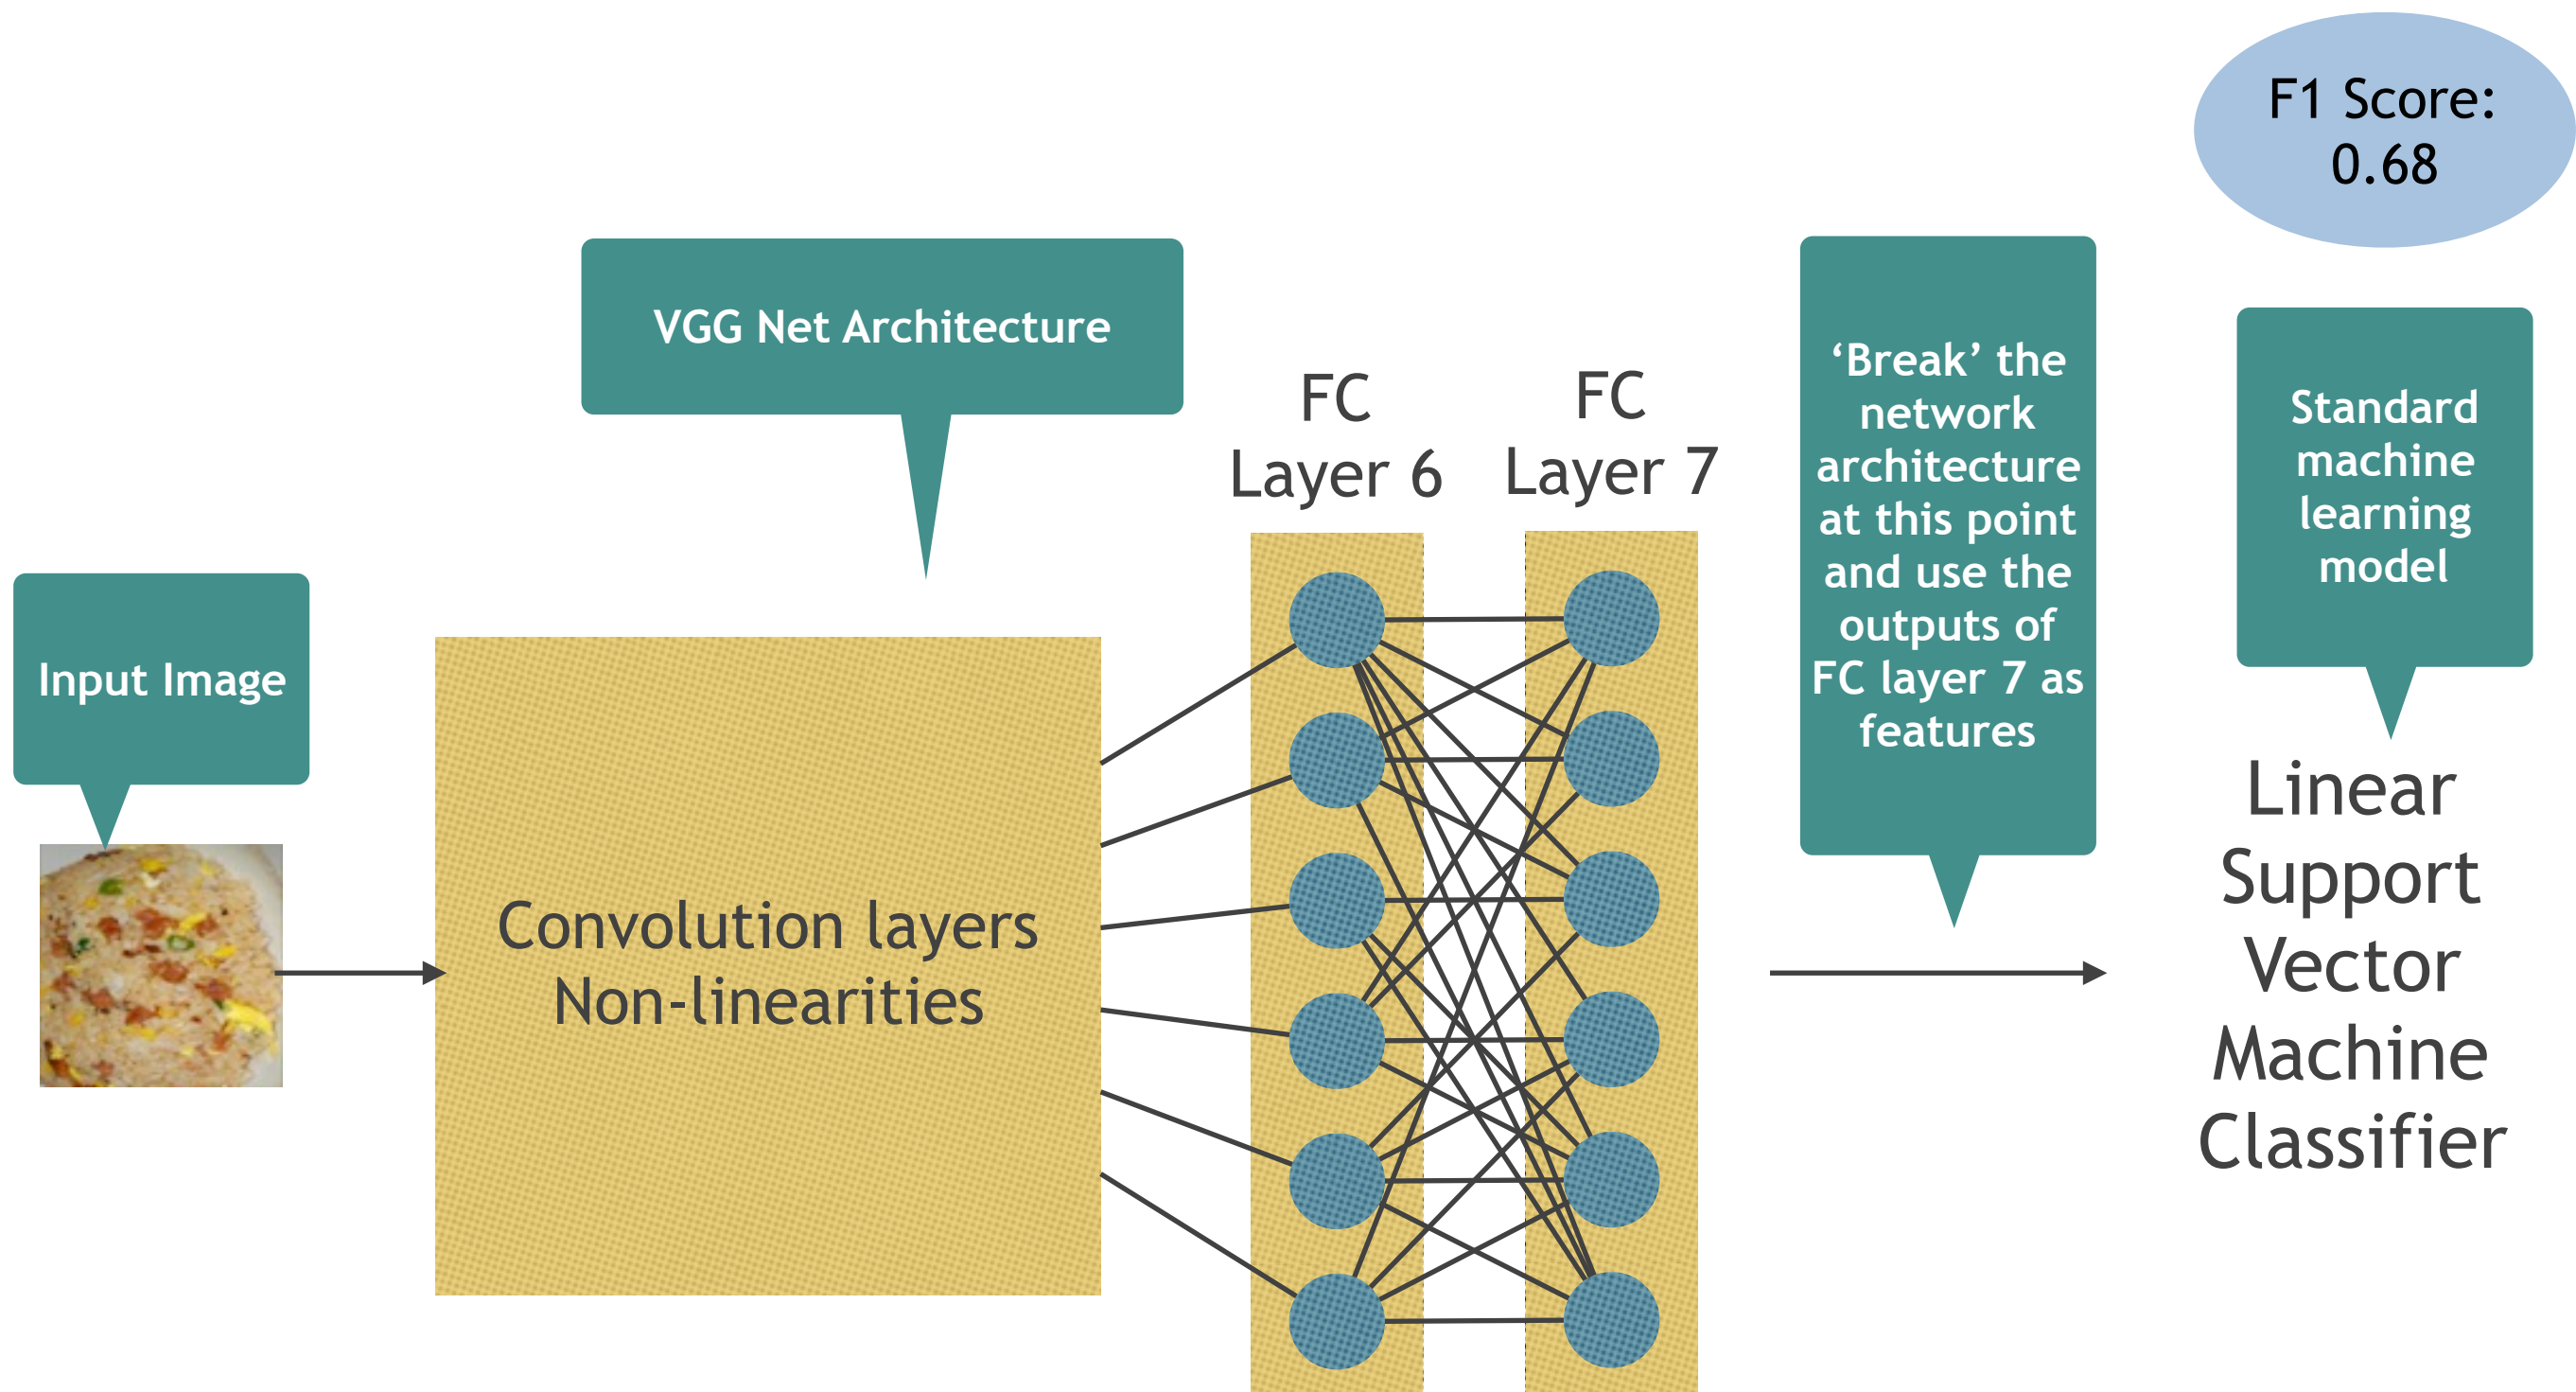 F1 Score:
0.68
VGG Net Architecture
‘Break’ the
network
architecture
at this point
and use the
outputs of
FC layer 7 as
features
Standard
machine
learning
model
FC
Layer 6
FC
Layer 7
Input Image
Convolution layers
Non-linearities
Linear
Support
Vector
Machine
Classifier